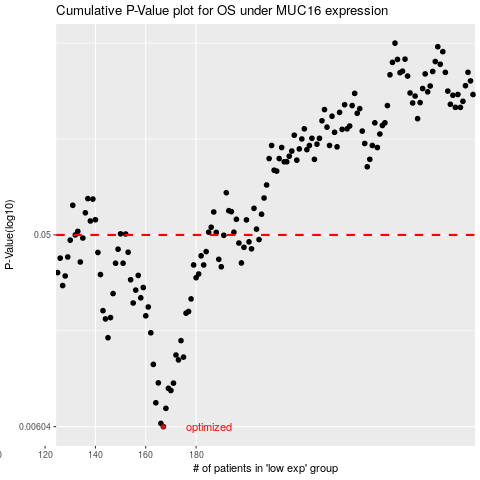 Cumulative P-Value plot for OS under MUC16 expression
P-Value(log10)
0.05
0.00604
optimized
0 120 140 160 180
# of patients in 'low exp' group